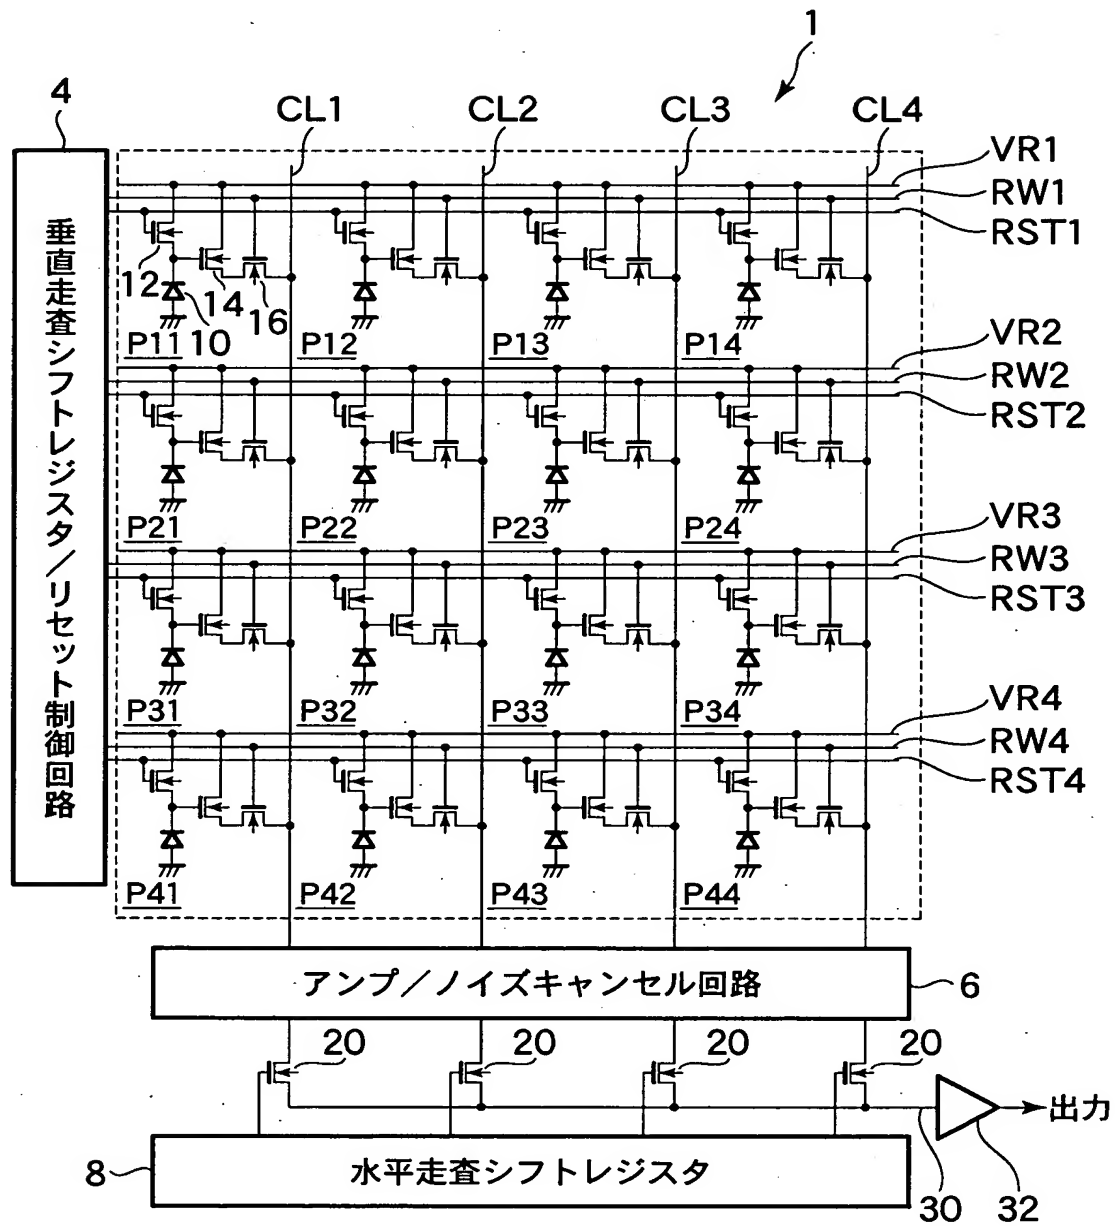 1
4
CL1
CL2
CL3
CL4
VR1
RW1
RST1
垂直走査シフトレジスタ/リセット制御回路
12
14
16
10
P11
P12
P13
P14
VR2
RW2
RST2
P21
P22
P23
P24
VR3
RW3
RST3
P31
P32
P33
P34
VR4
RW4
RST4
P41
P42
P43
P44
アンプ/ノイズキャンセル回路
6
20
20
20
20
出力
8
水平走査シフトレジスタ
30
32